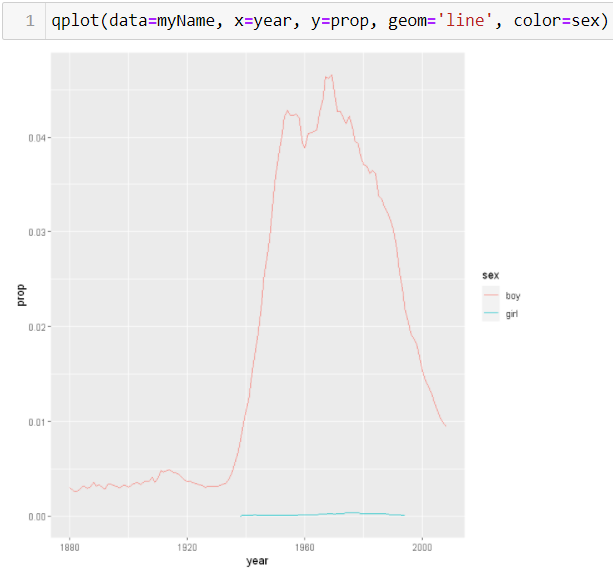 1 qplot(data=myName, x=year, y=prop, geom='line', color=sex)
0.04
0.03
0.02
0.01
0.00
prop
1880 1920 1960 2000
year
sex
boy
girl